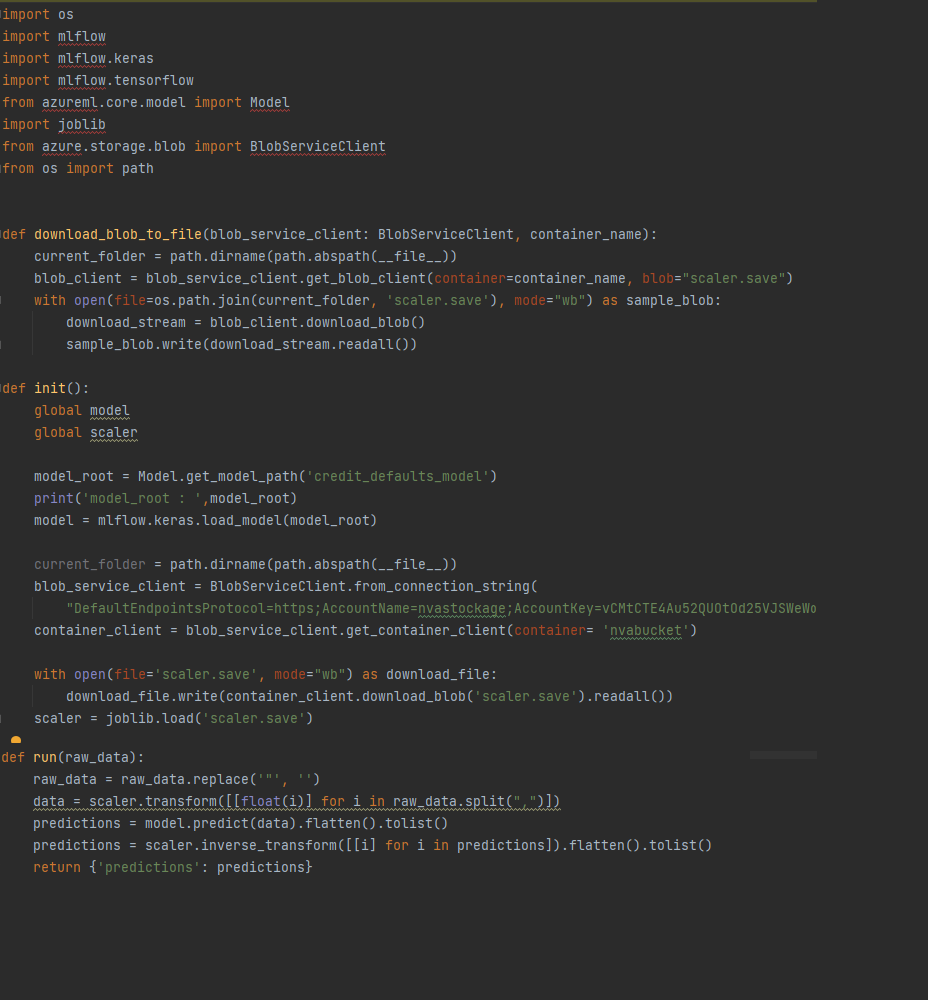 import os
import mlflow
import mlflow.keras
import mlflow.tensorflow
from azureml.core.model import Model
import joblib
from azure.storage.blob import BlobServiceClient
from os import path
def download_blob_to_file(blob_service_client: BlobServiceClient, container_name):
    current_folder = path.dirname(path.abspath(__file__))
    blob_client = blob_service_client.get_blob_client(container=container_name, blob="scaler.save")
    with open(file=os.path.join(current_folder, 'scaler.save'), mode="wb") as sample_blob:
        download_stream = blob_client.download_blob()
        sample_blob.write(download_stream.readall())
def init():
    global model
    global scaler
    model_root = Model.get_model_path('credit_defaults_model')
    print('model_root : ',model_root)
    model = mlflow.keras.load_model(model_root)
    current_folder = path.dirname(path.abspath(__file__))
    blob_service_client = BlobServiceClient.from_connection_string(
        "DefaultEndpointsProtocol=https;AccountName=nvastockage;AccountKey=vCMtCTE4Au52QUOtOd25VJSWeWo
    container_client = blob_service_client.get_container_client(container= 'nvabucket')
    with open(file='scaler.save', mode="wb") as download_file:
        download_file.write(container_client.download_blob('scaler.save').readall())
    scaler = joblib.load('scaler.save')
def run(raw_data):
    raw_data = raw_data.replace('"', '')
    data = scaler.transform([[float(i)] for i in raw_data.split(",")])
    predictions = model.predict(data).flatten().tolist()
    predictions = scaler.inverse_transform([[i] for i in predictions]).flatten().tolist()
    return {'predictions': predictions}